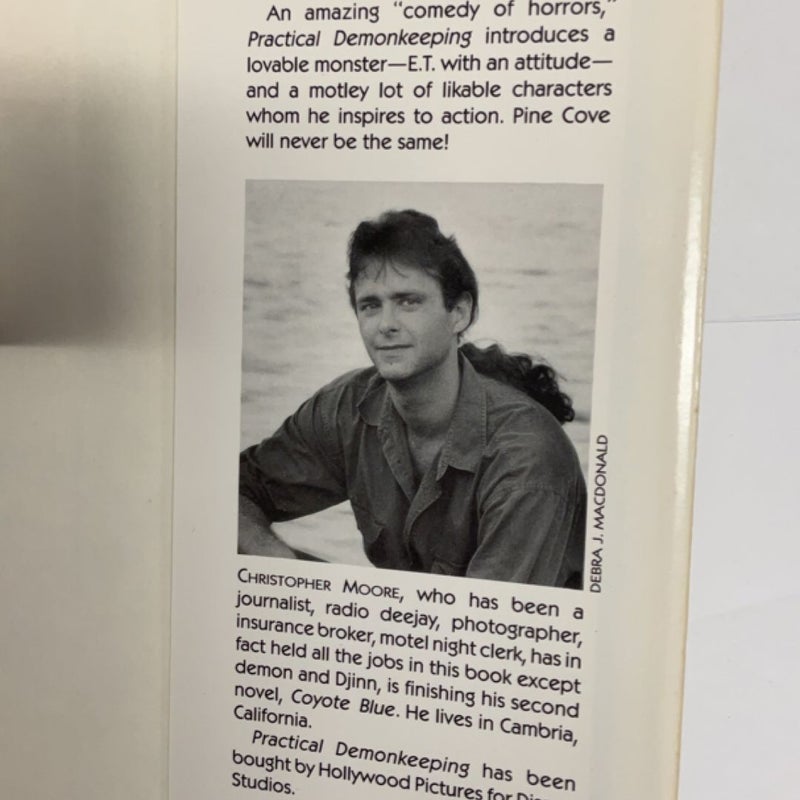 An amazing “comedy of horrors,”
Practical Demonkeeping introduces a
lovable monster—E.T. with an attitude—
and a motley lot of likable characters
whom he inspires to action. Pine Cove
will never be the same!
DEBRA J. MACDONALD
CHRISTOPHER MOORE, who has been a
journalist, radio deejay, photographer,
insurance broker, motel night clerk, has in
fact held all the jobs in this book except
demon and Djinn, is finishing his second
novel, Coyote Blue. He lives in Cambria,
California.
Practical Demonkeeping has been
bought by Hollywood Pictures for
Studios.